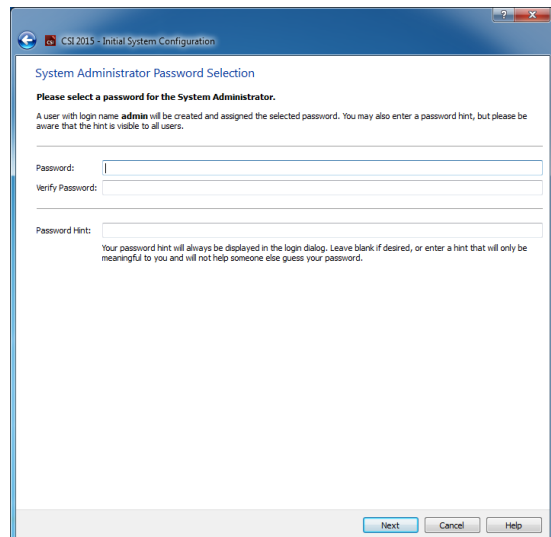 CSI 2015 - Initial System Configuration
System Administrator Password Selection
Please select a password for the System Administrator.
A user with login name admin will be created and assigned the selected password. You may also enter a password hint, but please be
aware that the hint is visible to all users.
Password:
Verify Password:
Password Hint:
Your password hint will always be displayed in the login dialog. Leave blank if desired, or enter a hint that will only be
meaningful to you and will not help someone else guess your password.
Next Cancel Help